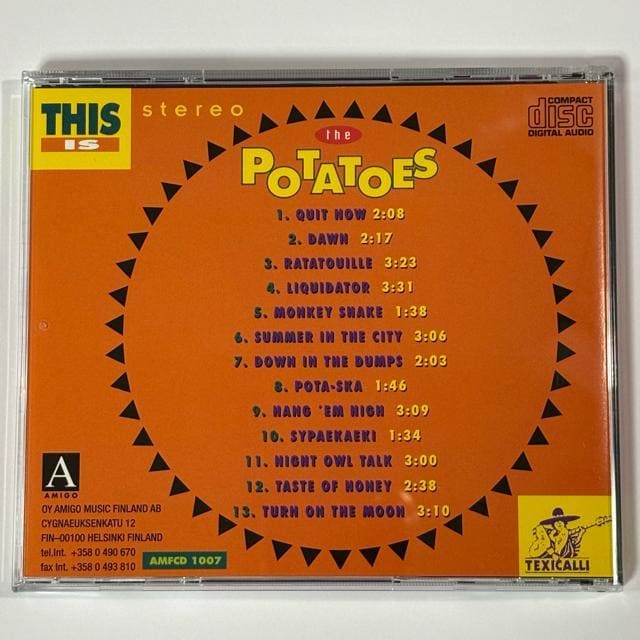 THIS
IS
stereo
COMPACT
disc
DIGITAL AUDIO
the
POTATOES
1. QUIT NOW 2:08
2. DAWN 2:17
3. RATATOUILLE 3:23
4. LIQUIDATOR 3:31
5. MONKEY SHAKE 1:38
6. SUMMER IN THE CITY 3:06
7. DOWN IN THE DUMPS 2:03
8. POTA-SKA 1:46
9. HANG 'EM HIGH 3:09
10. SYPAEKAEKI 1:34
11. NIGHT OWL TALK 3:00
12. TASTE OF HONEY 2:38
13. TURN ON THE MOON 3:10
A
AMIGO
OY AMIGO MUSIC FINLAND AB
CYGNAEUKSENKATU 12
FIN–00100 HELSINKI FINLAND
tel.Int. +358 0 490 670
fax Int. +358 0 493 810
AMFCD 1007
TEXICALLI